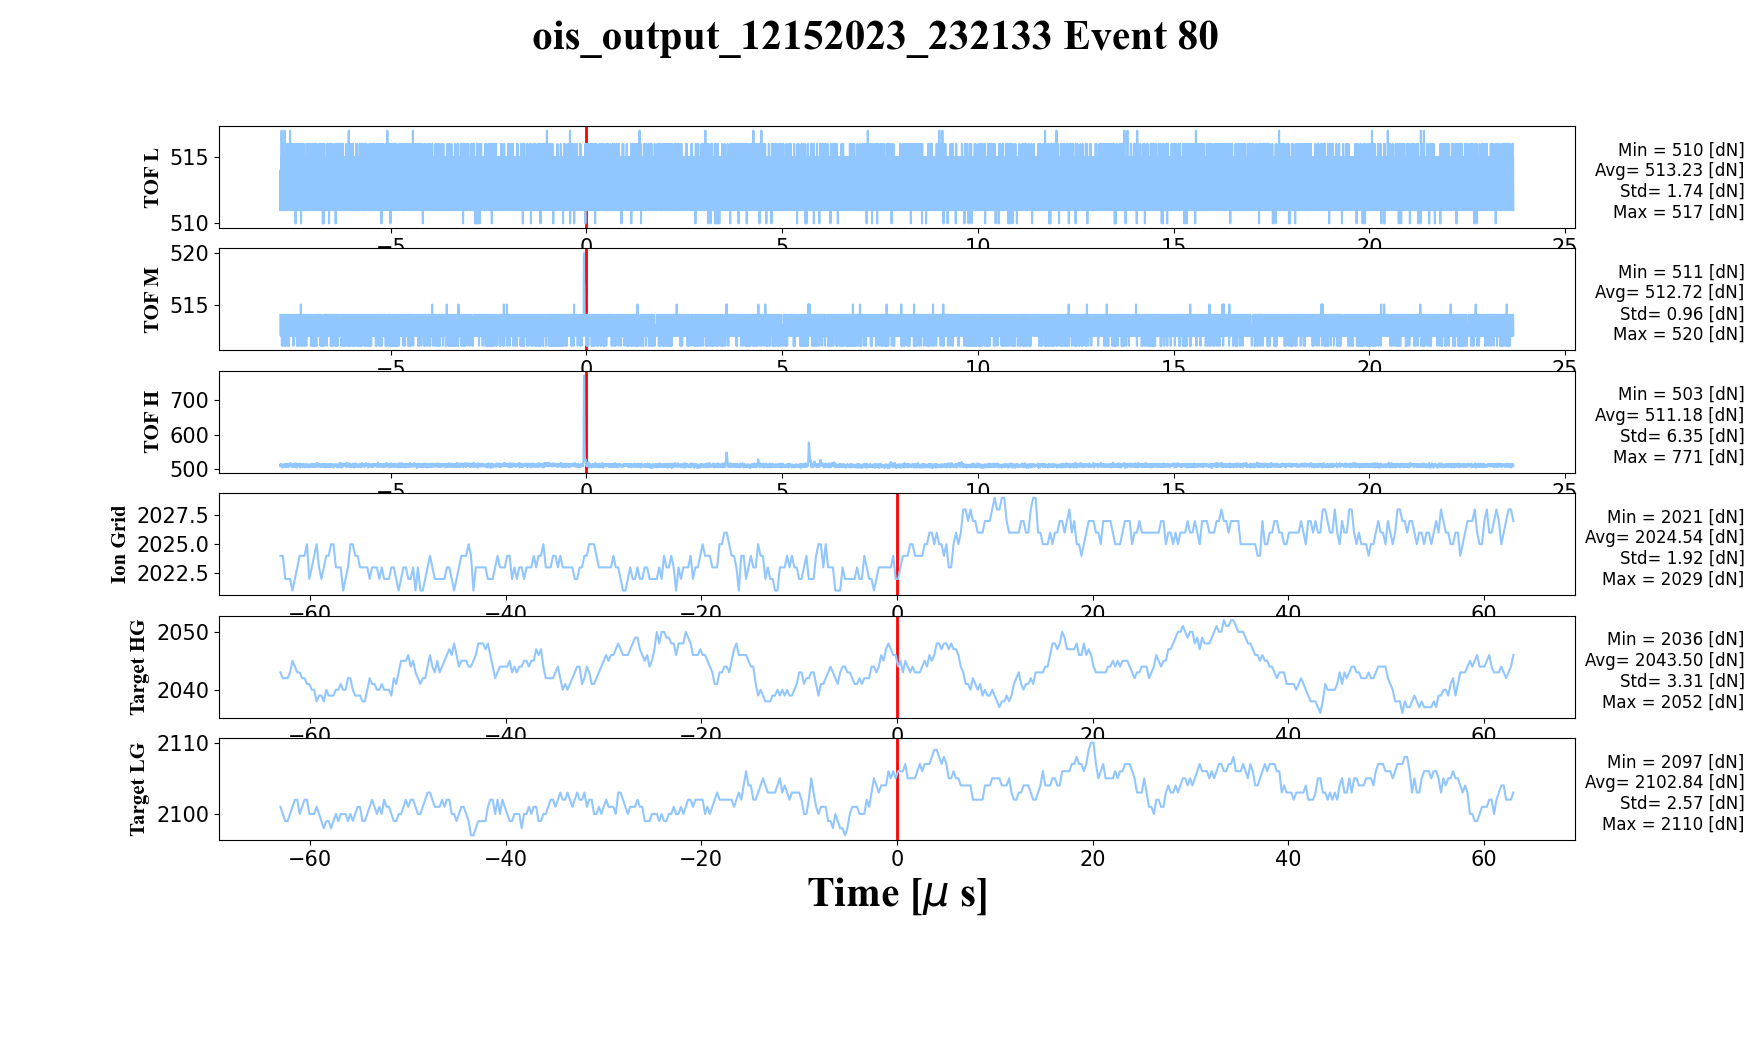 ois_output_12152023_232133 Event 80
TOF L
515
510
−5
0
5
10
15
20
25
Min = 510 [dN]
Avg= 513.23 [dN]
Std= 1.74 [dN]
Max = 517 [dN]
TOF M
520
515
−5
0
5
10
15
20
25
Min = 511 [dN]
Avg= 512.72 [dN]
Std= 0.96 [dN]
Max = 520 [dN]
TOF H
700
600
500
−5
0
5
10
15
20
25
Min = 503 [dN]
Avg= 511.18 [dN]
Std= 6.35 [dN]
Max = 771 [dN]
Ion Grid
2027.5
2025.0
2022.5
−60
−40
−20
0
20
40
60
Min = 2021 [dN]
Avg= 2024.54 [dN]
Std= 1.92 [dN]
Max = 2029 [dN]
Target HG
2050
2040
−60
−40
−20
0
20
40
60
Min = 2036 [dN]
Avg= 2043.50 [dN]
Std= 3.31 [dN]
Max = 2052 [dN]
Target LG
2110
2100
−60
−40
−20
0
20
40
60
Min = 2097 [dN]
Avg= 2102.84 [dN]
Std= 2.57 [dN]
Max = 2110 [dN]
Time [μ s]